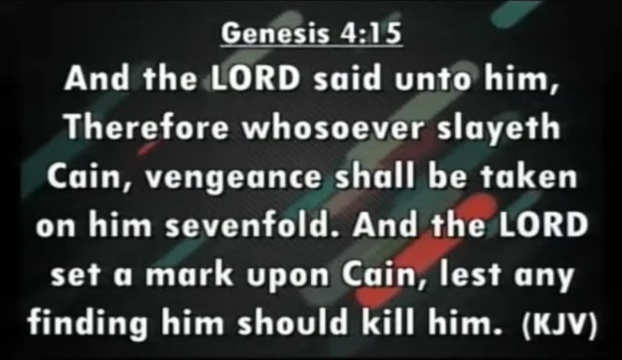 Genesis 4:15
And the LORD said unto him,
Therefore whosoever slayeth
Cain, vengeance shall be taken
on him sevenfold. And the LORD
set a mark upon Cain, lest any
finding him should kill him. (KJV)